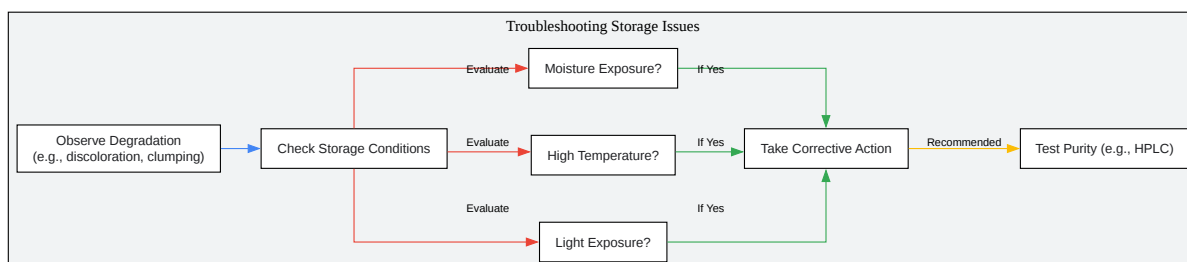 Troubleshooting Storage Issues
Evaluate
Moisture Exposure?
If Yes
Observe Degradation
(e.g., discoloration, clumping)
Check Storage Conditions
Evaluate
High Temperature?
If Yes
Take Corrective Action
Recommended
Test Purity (e.g., HPLC)
Evaluate
If Yes
Light Exposure?